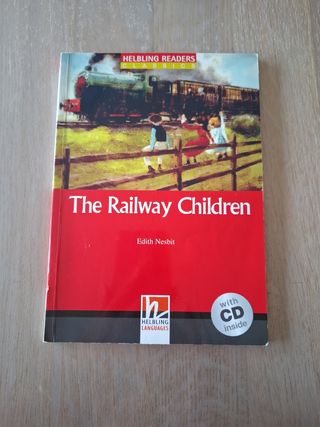 HELBLING READERS
CLASSICS
The Railway Children
Edith Nesbit
h
HELBLING
LANGUAGES
with
CD
inside